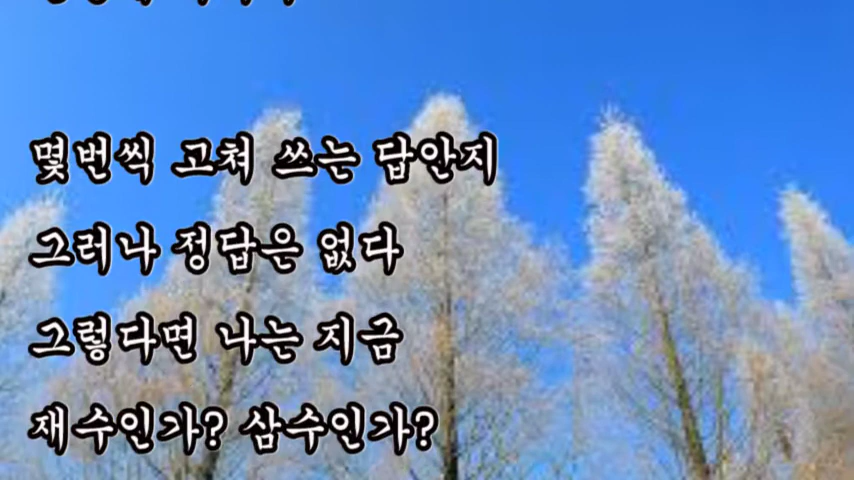 몇번씩 고쳐 쓰는 답안지
그러나 정답은 없다
그렇다면 나는 지금
재수인가? 삼수인가?